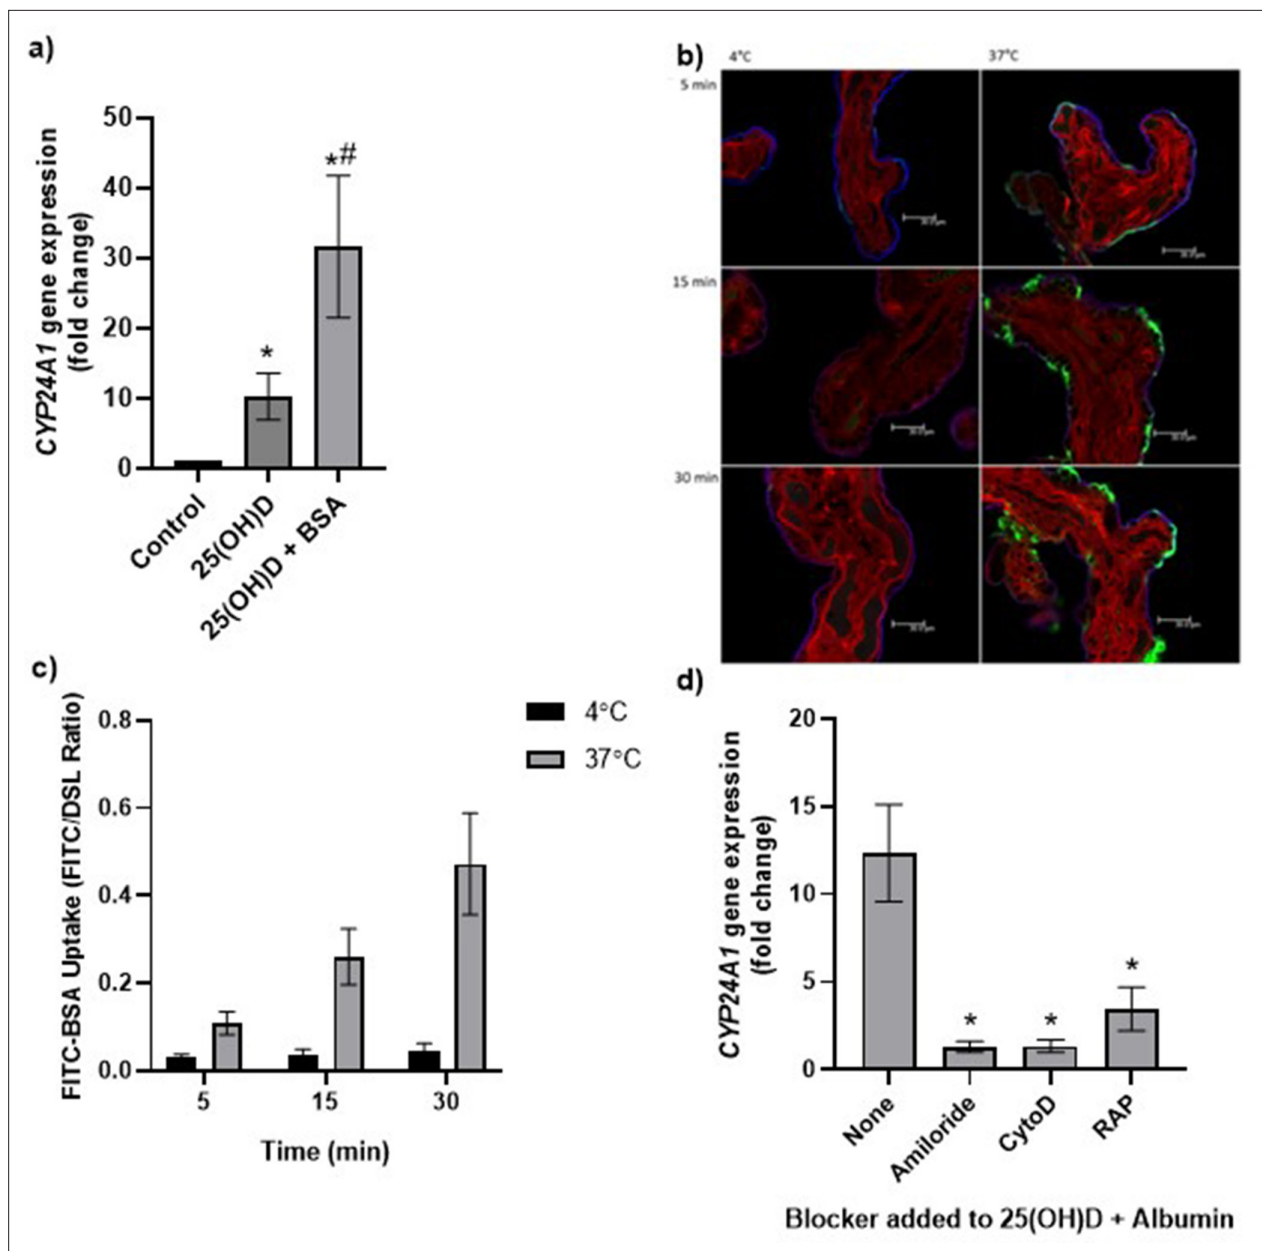 a)
CYP24A1 gene expression
(fold change)
50
40
30
20
10
0
*
*#
Control
25(OH)D
25(OH)D + BSA
b)
4°C
37°C
5 min
15 min
30 min
c)
FITC-BSA Uptake (FITC/DSL Ratio)
0.8
0.6
0.4
0.2
0.0
5
15
30
Time (min)
4°C
37°C
d)
CYP24A1 gene expression
(fold change)
20
15
10
5
0
*
*
*
None
Amiloride
CytoD
RAP
Blocker added to 25(OH)D + Albumin